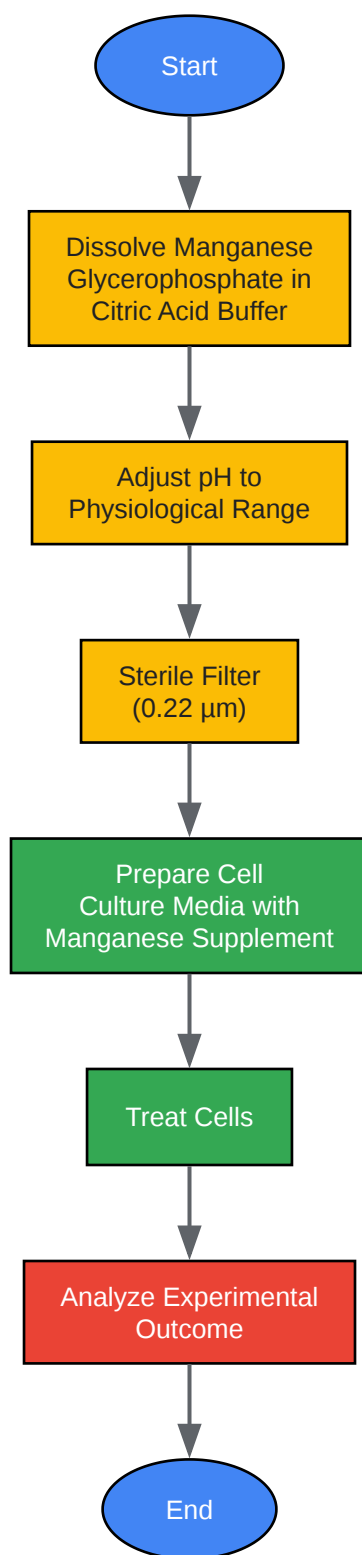 Start
Dissolve Manganese
Glycerophosphate in
Citric Acid Buffer
Adjust pH to
Physiological Range
Sterile Filter
(0.22 µm)
Prepare Cell
Culture Media with
Manganese Supplement
Treat Cells
Analyze Experimental
Outcome
End